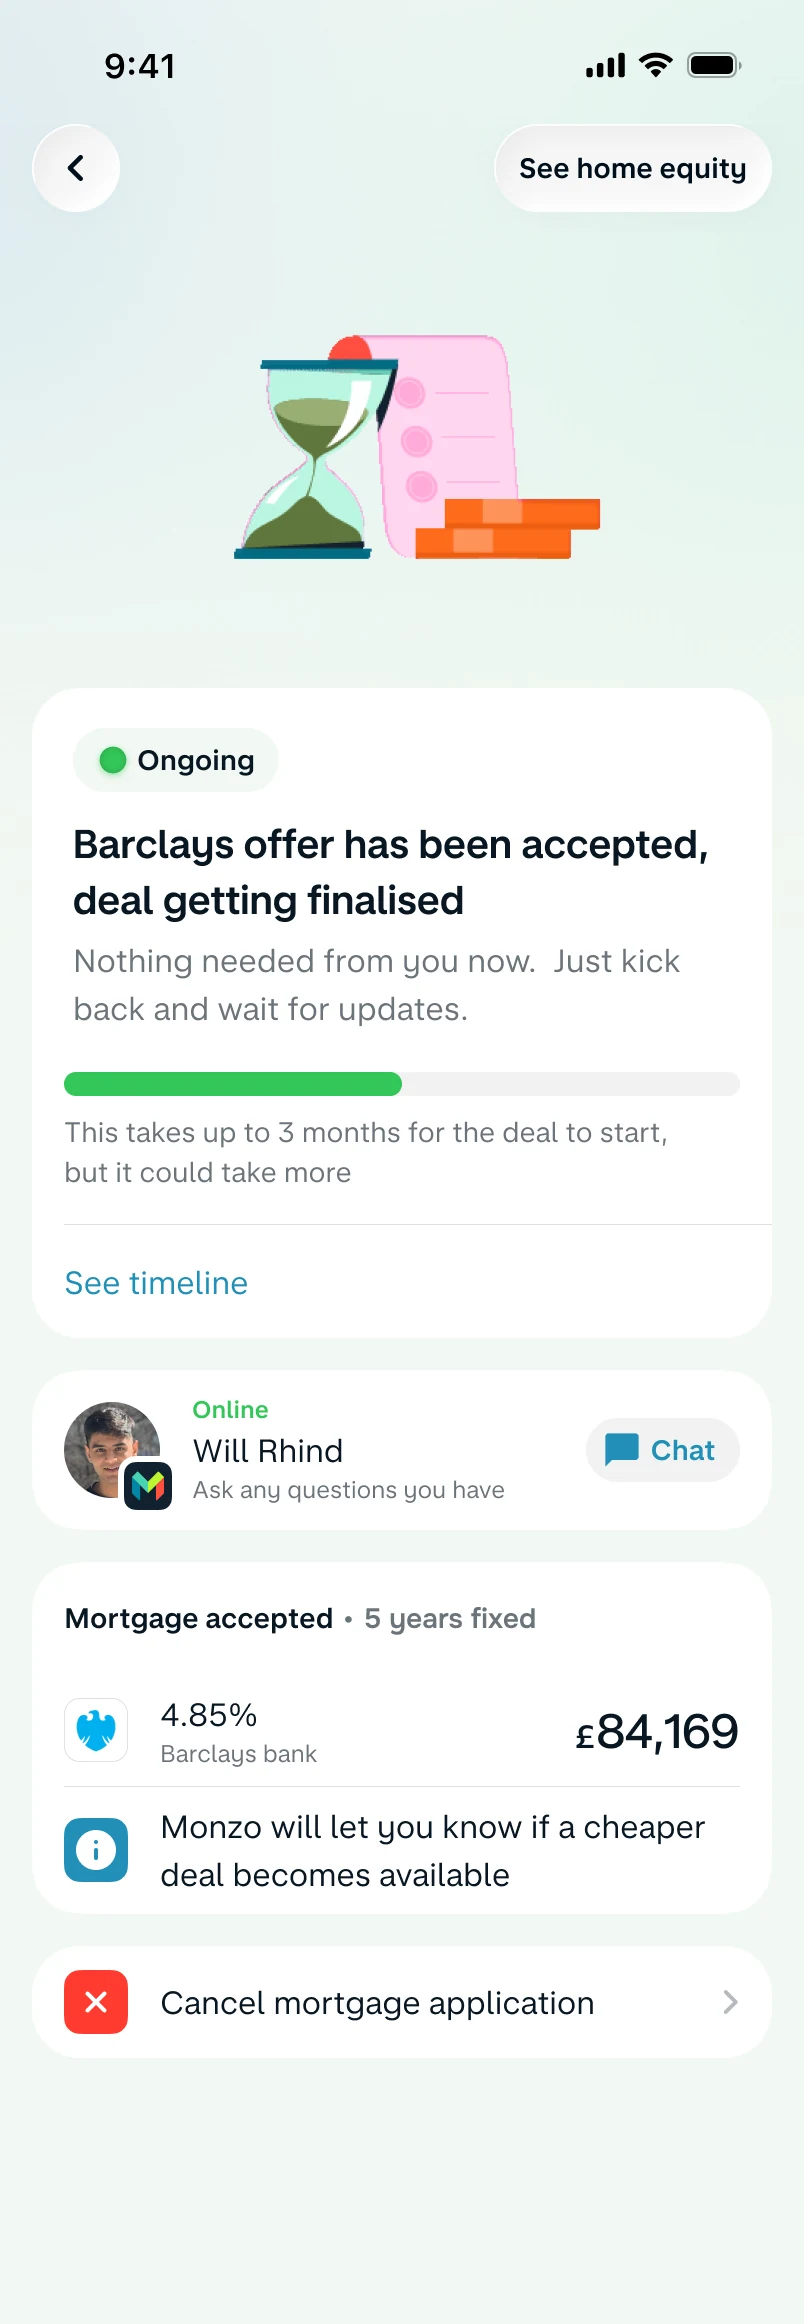 9:41
See home equity
Ongoing
Barclays offer has been accepted,
deal getting finalised
Nothing needed from you now.  Just kick
back and wait for updates.
This takes up to 3 months for the deal to start,
but it could take more
See timeline
Online
Will Rhind
Ask any questions you have
Chat
Mortgage accepted • 5 years fixed
4.85%
Barclays bank
£84,169
Monzo will let you know if a cheaper
deal becomes available
Cancel mortgage application